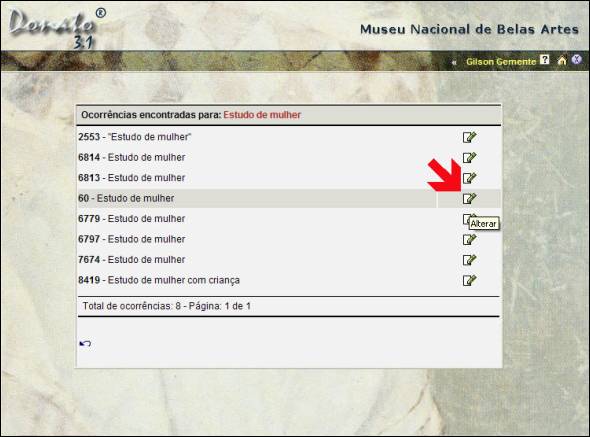 Donato®
3.1
Museu Nacional de Belas Artes
« Gilson Gemente ? X
Ocorrências encontradas para: Estudo de mulher
2553 - "Estudo de mulher"
6814 - Estudo de mulher
6813 - Estudo de mulher
60 - Estudo de mulher
6779 - Estudo de mulher
Alterar
6797 - Estudo de mulher
7674 - Estudo de mulher
8419 - Estudo de mulher com criança
Total de ocorrências: 8 - Página: 1 de 1